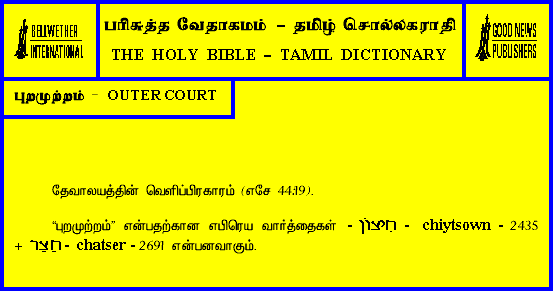 BELLWETHER
INTERNATIONAL
பரிசுத்த வேதாகமம் – தமிழ் சொல்லகராதி
THE HOLY BIBLE – TAMIL DICTIONARY
GOOD NEWS
PUBLISHERS
புறமுற்றம் – OUTER COURT
தேவாலயத்தின் வெளிப்பிரகாரம் (எசே 44:19).
“புறமுற்றம்” என்பதற்கான எபிரெய வார்த்தைகள் - חִיצוֹן - chiytsown - 2435
+ חָצֵר - chatser - 2691 என்பனவாகும்.